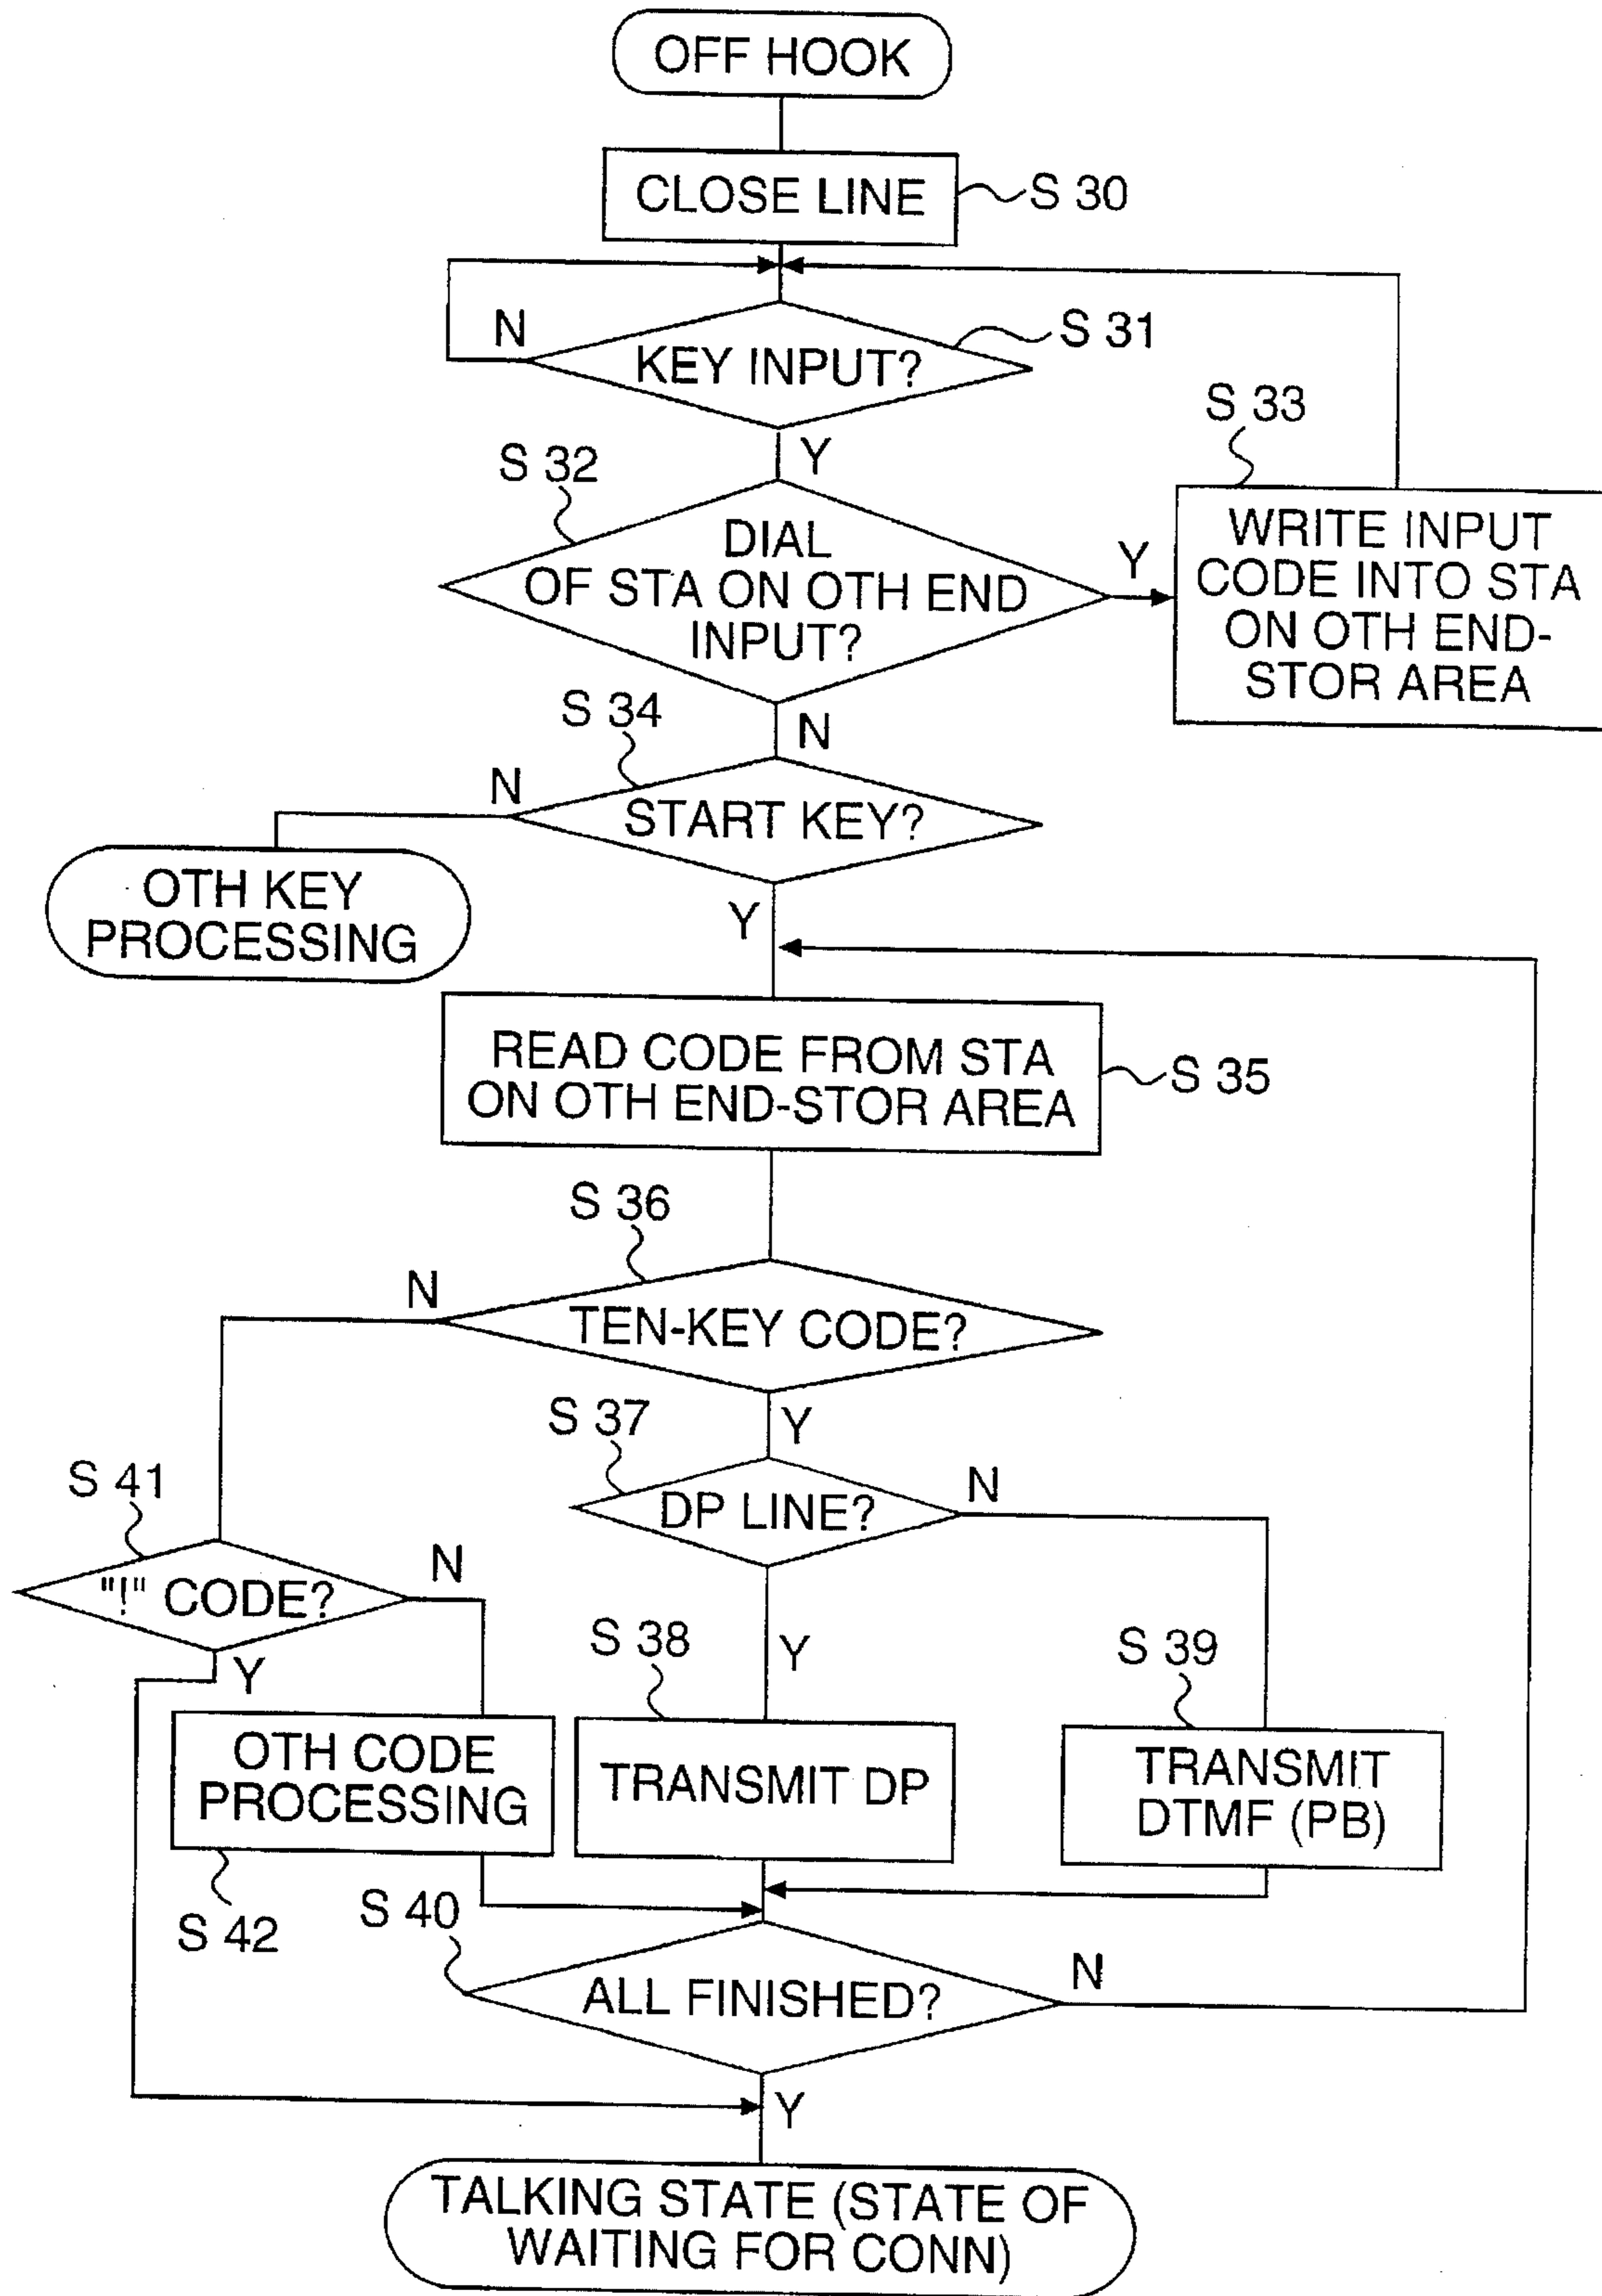 OFF HOOK
CLOSE LINE
S 30
N
KEY INPUT?
S 31
Y
S 32
S 33
DIAL
OF STA ON OTH END
INPUT?
Y
WRITE INPUT
CODE INTO STA
ON OTH END-
STOR AREA
N
S 34
N
START KEY?
OTH KEY
PROCESSING
Y
READ CODE FROM STA
ON OTH END-STOR AREA
S 35
S 36
N
TEN-KEY CODE?
Y
S 37
DP LINE?
N
S 41
"!" CODE?
N
Y
S 38
Y
S 39
OTH CODE
PROCESSING
TRANSMIT DP
TRANSMIT
DTMF (PB)
S 42
S 40
ALL FINISHED?
N
Y
TALKING STATE (STATE OF
WAITING FOR CONN)